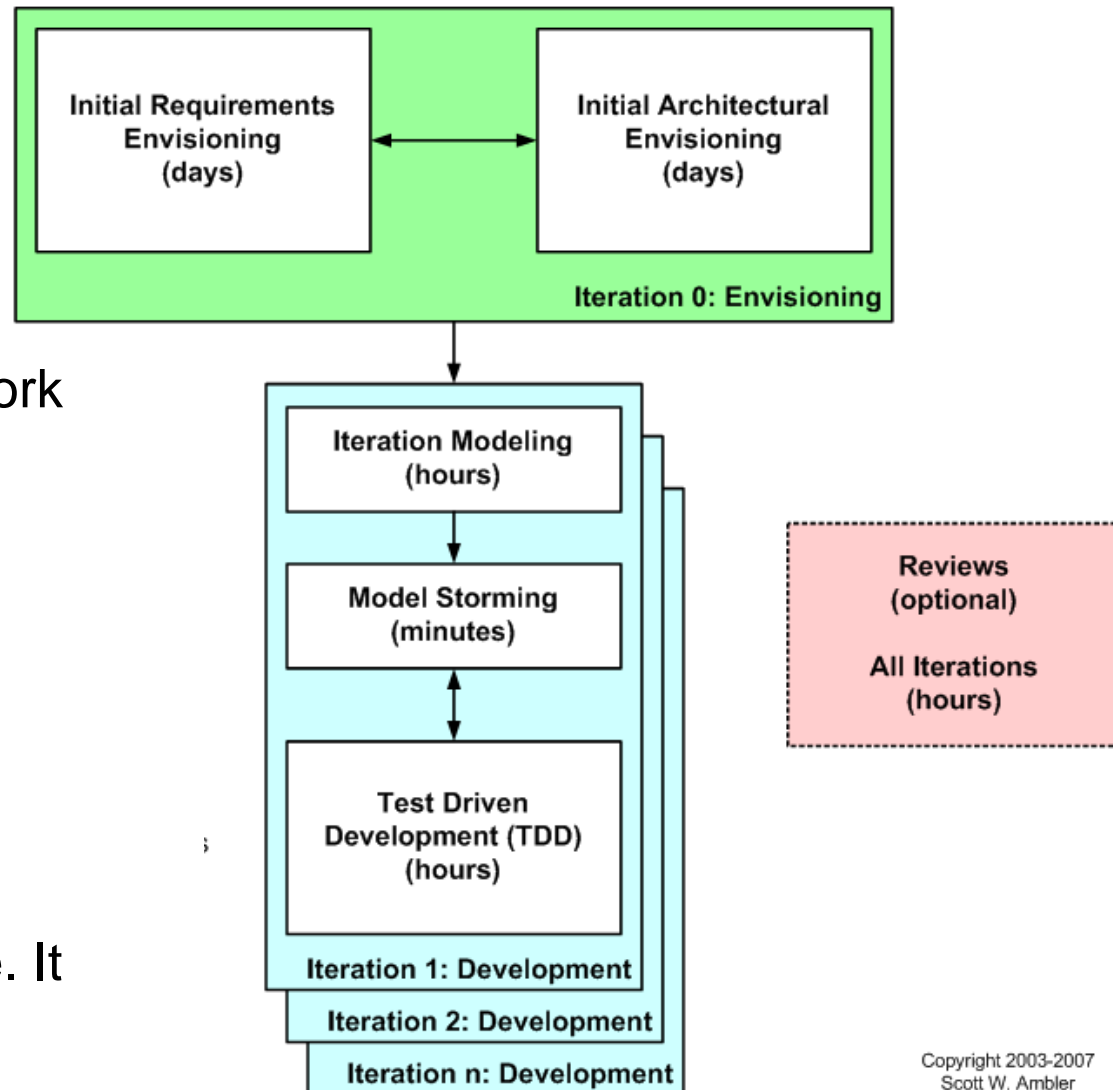 Initial Requirements
Envisioning
(days)
Initial Architectural
Envisioning
(days)
Iteration 0: Envisioning
ork
Iteration Modeling
(hours)
Model Storming
(minutes)
Reviews
(optional)
All Iterations
(hours)
Test Driven
Development (TDD)
(hours)
s
e. It
Iteration 1: Development
Iteration 2: Development
Iteration n: Development
Copyright 2003-2007
Scott W. Ambler